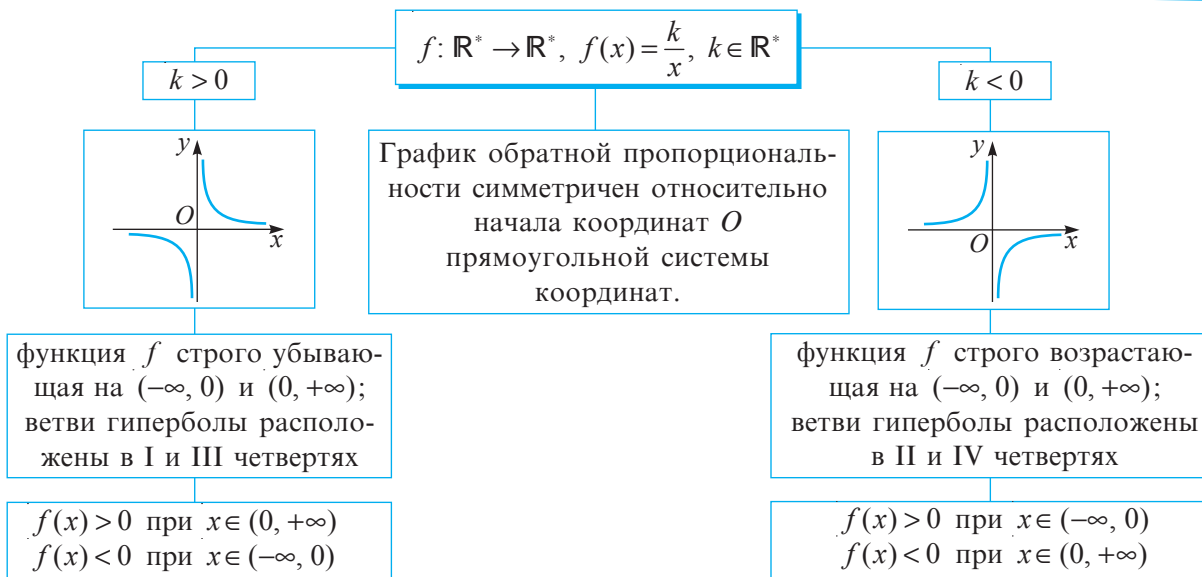 f: ℝ* → ℝ*, f(x) = k/x, k ∈ ℝ*
k > 0
k < 0
y
O
x
График обратной пропорциональ-
ности симметричен относительно
начала координат O
прямоугольной системы
координат.
y
O
x
функция f строго убываю-
щая на (−∞, 0) и (0, +∞);
ветви гиперболы располо-
жены в I и III четвертях
функция f строго возрастаю-
щая на (−∞, 0) и (0, +∞);
ветви гиперболы расположены
в II и IV четвертях
f(x) > 0 при x ∈ (0, +∞)
f(x) < 0 при x ∈ (−∞, 0)
f(x) > 0 при x ∈ (−∞, 0)
f(x) < 0 при x ∈ (0, +∞)